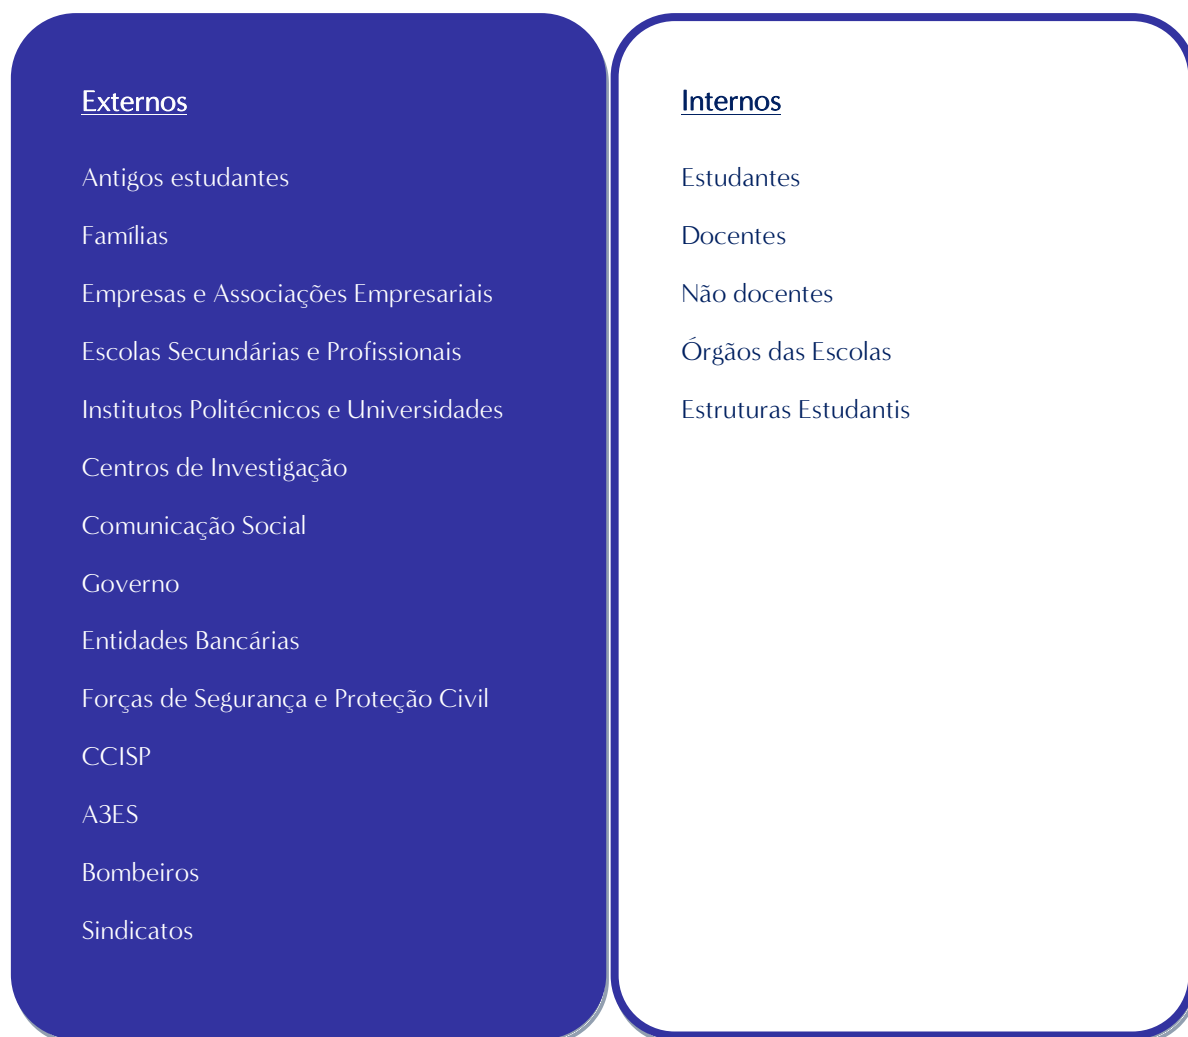 Externos
Antigos estudantes
Famílias
Empresas e Associações Empresariais
Escolas Secundárias e Profissionais
Institutos Politécnicos e Universidades
Centros de Investigação
Comunicação Social
Governo
Entidades Bancárias
Forças de Segurança e Proteção Civil
CCISP
A3ES
Bombeiros
Sindicatos
Internos
Estudantes
Docentes
Não docentes
Órgãos das Escolas
Estruturas Estudantis